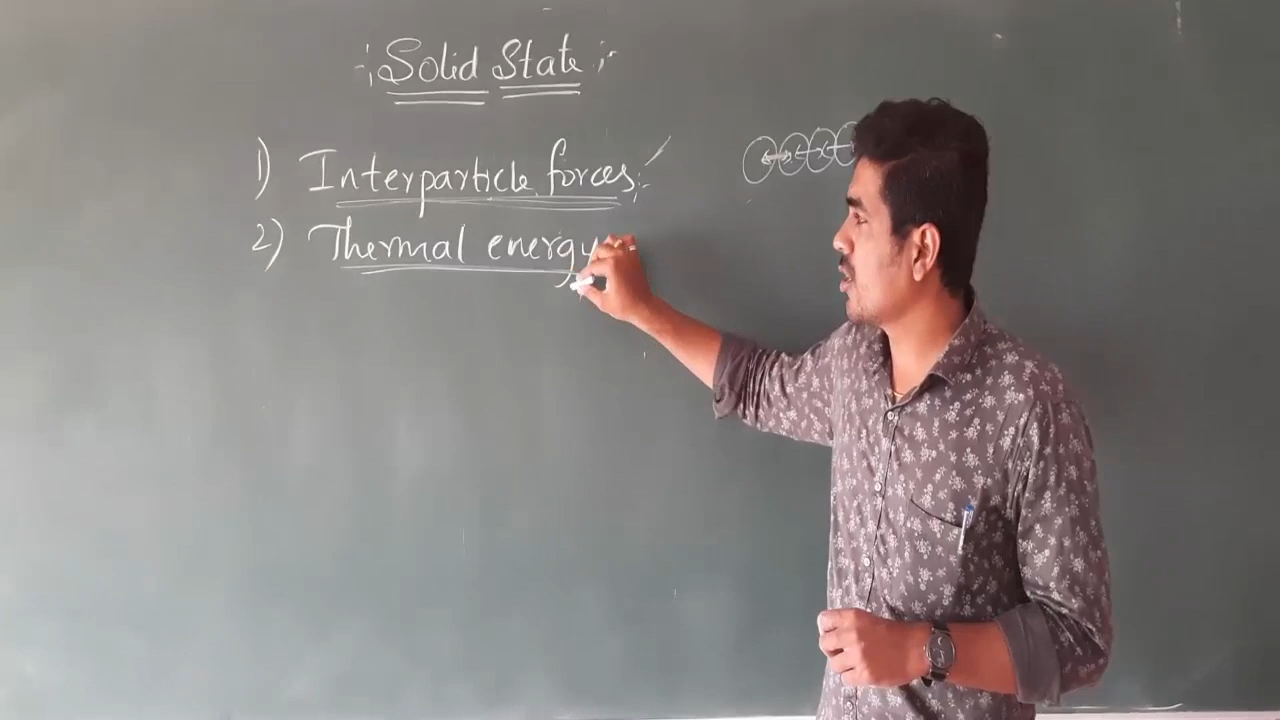 Solid State
1) Interparticle forces
2) Thermal energy